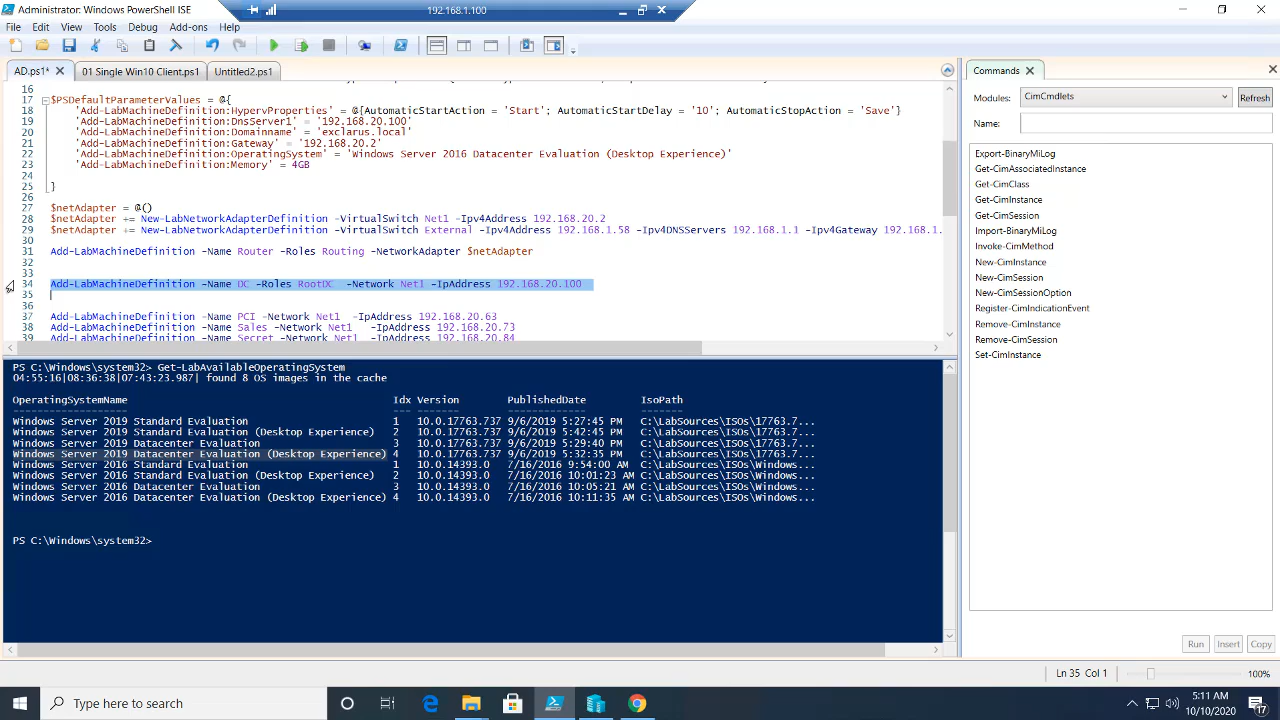 Administrator: Windows PowerShell ISE
192.168.1.100
File Edit View Tools Debug Add-ons Help
AD.ps1* 01 Single Win10 Client.ps1 Untitled2.ps1
16
17 $PSDefaultParameterValues = @{
18 'Add-LabMachineDefinition:HypervProperties' = @{AutomaticStartAction = 'Start'; AutomaticStartDelay = '10'; AutomaticStopAction = 'Save'}
19 'Add-LabMachineDefinition:DnsServer1' = '192.168.20.100'
20 'Add-LabMachineDefinition:Domainname' = 'exclarus.local'
21 'Add-LabMachineDefinition:Gateway' = '192.168.20.2'
22 'Add-LabMachineDefinition:OperatingSystem' = 'Windows Server 2016 Datacenter Evaluation (Desktop Experience)'
23 'Add-LabMachineDefinition:Memory' = 4GB
24
25 }
26
27 $netAdapter = @()
28 $netAdapter += New-LabNetworkAdapterDefinition -VirtualSwitch Net1 -Ipv4Address 192.168.20.2
29 $netAdapter += New-LabNetworkAdapterDefinition -VirtualSwitch External -Ipv4Address 192.168.1.58 -Ipv4DNSServers 192.168.1.1 -Ipv4Gateway 192.168.1.
30
31 Add-LabMachineDefinition -Name Router -Roles Routing -NetworkAdapter $netAdapter
32
33
34 Add-LabMachineDefinition -Name DC -Roles RootDC -Network Net1 -IpAddress 192.168.20.100
35
36
37 Add-LabMachineDefinition -Name PCI -Network Net1 -IpAddress 192.168.20.63
38 Add-LabMachineDefinition -Name Sales -Network Net1 -IpAddress 192.168.20.73
39 Add-LabMachineDefinition -Name Secret -Network Net1 -IpAddress 192.168.20.84
PS C:\Windows\system32> Get-LabAvailableOperatingSystem
04:55:16|08:36:38|07:43:23.987| found 8 OS images in the cache
OperatingSystemName Idx Version PublishedDate IsoPath
------------------- --- ------- ------------- -------
Windows Server 2019 Standard Evaluation 1 10.0.17763.737 9/6/2019 5:27:45 PM C:\LabSources\ISOs\17763.7...
Windows Server 2019 Standard Evaluation (Desktop Experience) 2 10.0.17763.737 9/6/2019 5:42:45 PM C:\LabSources\ISOs\17763.7...
Windows Server 2019 Datacenter Evaluation 3 10.0.17763.737 9/6/2019 5:29:40 PM C:\LabSources\ISOs\17763.7...
Windows Server 2019 Datacenter Evaluation (Desktop Experience) 4 10.0.17763.737 9/6/2019 5:32:35 PM C:\LabSources\ISOs\17763.7...
Windows Server 2016 Standard Evaluation 1 10.0.14393.0 7/16/2016 9:54:00 AM C:\LabSources\ISOs\Windows...
Windows Server 2016 Standard Evaluation (Desktop Experience) 2 10.0.14393.0 7/16/2016 10:01:23 AM C:\LabSources\ISOs\Windows...
Windows Server 2016 Datacenter Evaluation 3 10.0.14393.0 7/16/2016 10:05:21 AM C:\LabSources\ISOs\Windows...
Windows Server 2016 Datacenter Evaluation (Desktop Experience) 4 10.0.14393.0 7/16/2016 10:11:35 AM C:\LabSources\ISOs\Windows...
PS C:\Windows\system32>
Commands
Modules: CimCmdlets Refresh
Name:
Export-BinaryMiLog
Get-CimAssociatedInstance
Get-CimClass
Get-CimInstance
Get-CimSession
Import-BinaryMiLog
Invoke-CimMethod
New-CimInstance
New-CimSession
New-CimSessionOption
Register-CimIndicationEvent
Remove-CimInstance
Remove-CimSession
Set-CimInstance
Run Insert Copy
Ln 35 Col 1 100%
Type here to search
5:11 AM
10/10/2020
17